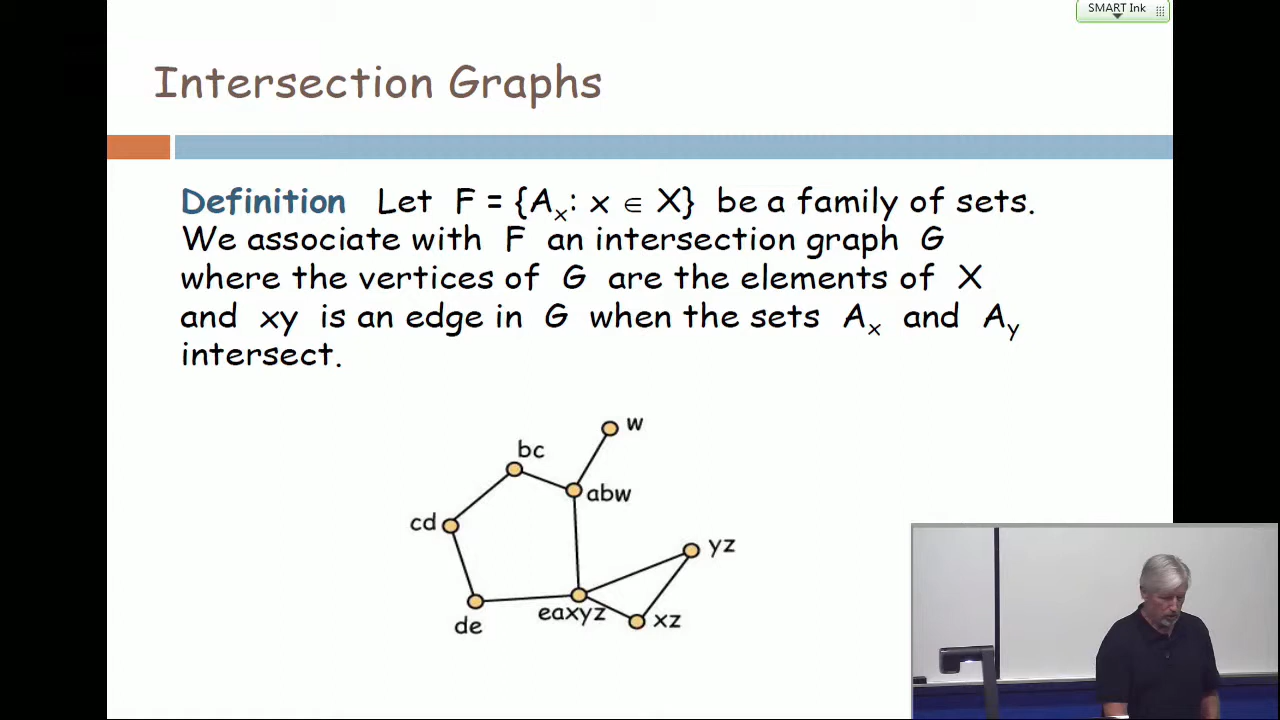 SMART Ink
Intersection Graphs
Definition Let F = {Aₓ: x ∈ X} be a family of sets.
We associate with F an intersection graph G
where the vertices of G are the elements of X
and xy is an edge in G when the sets Aₓ and Aᵧ
intersect.
w
bc
abw
cd
yz
eaxyz
xz
de